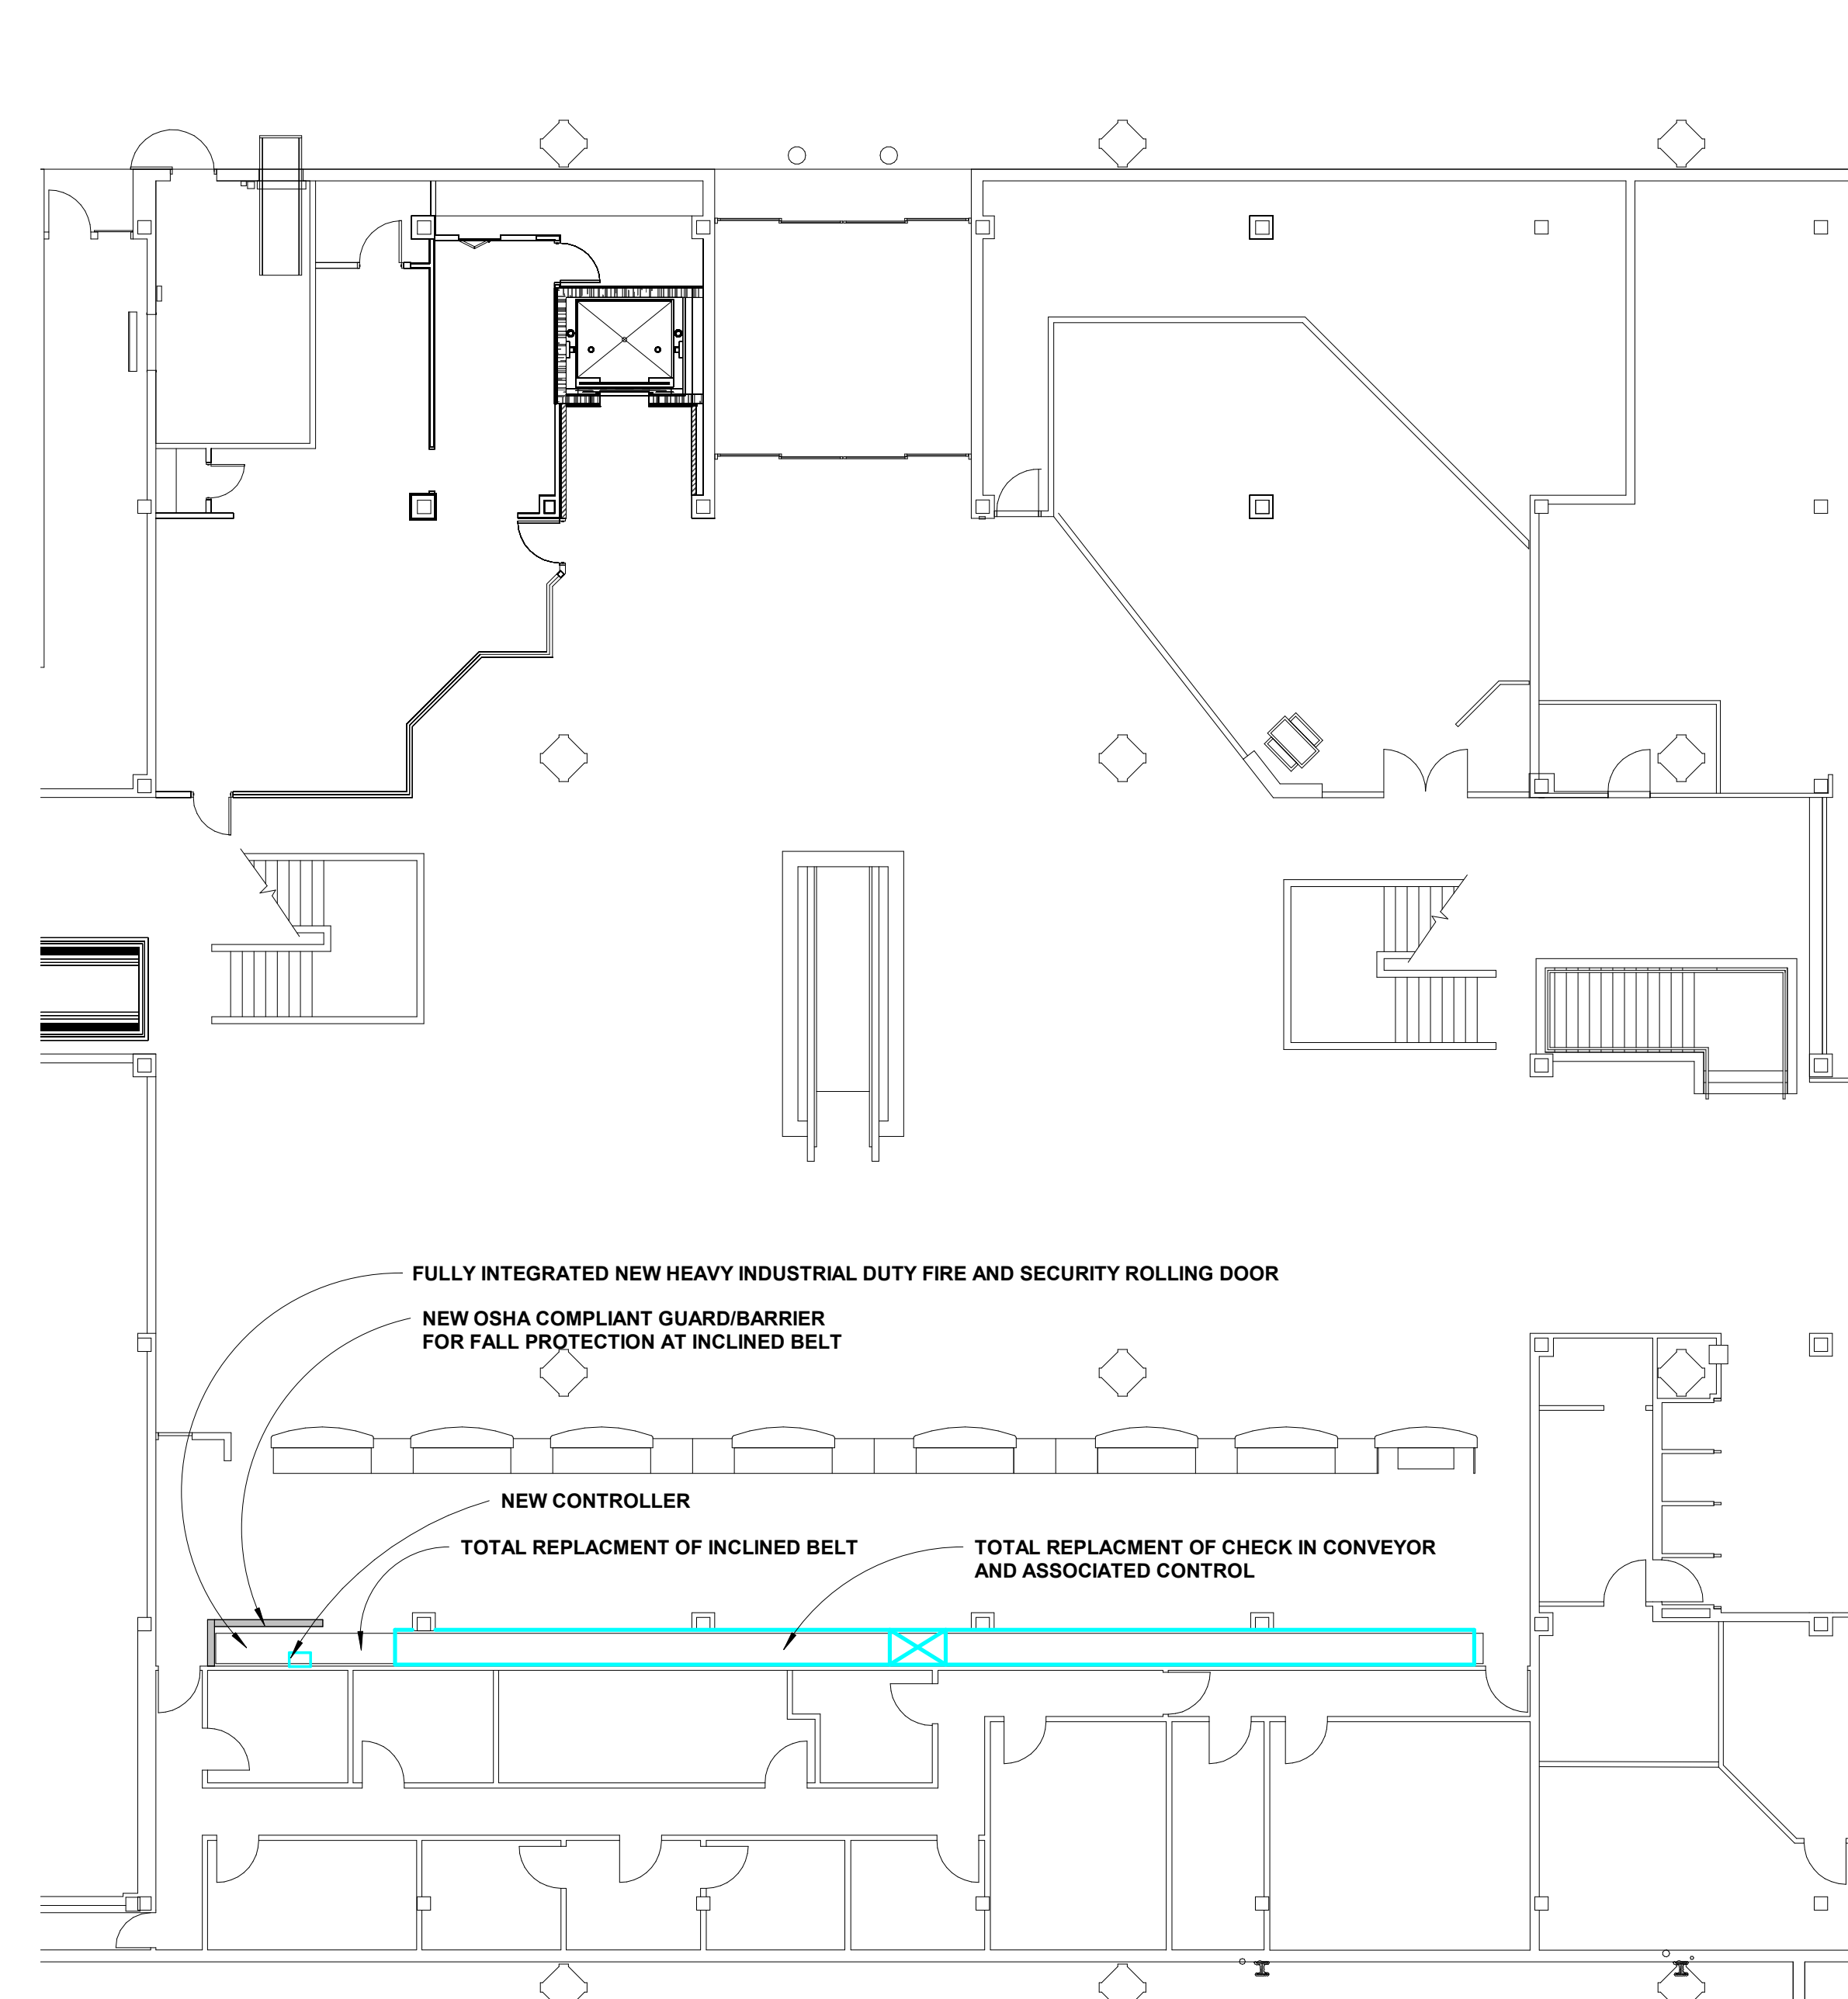 FULLY INTEGRATED NEW HEAVY INDUSTRIAL DUTY FIRE AND SECURITY ROLLING DOOR
NEW OSHA COMPLIANT GUARD/BARRIER
FOR FALL PROTECTION AT INCLINED BELT
NEW CONTROLLER
TOTAL REPLACMENT OF INCLINED BELT
TOTAL REPLACMENT OF CHECK IN CONVEYOR
AND ASSOCIATED CONTROL